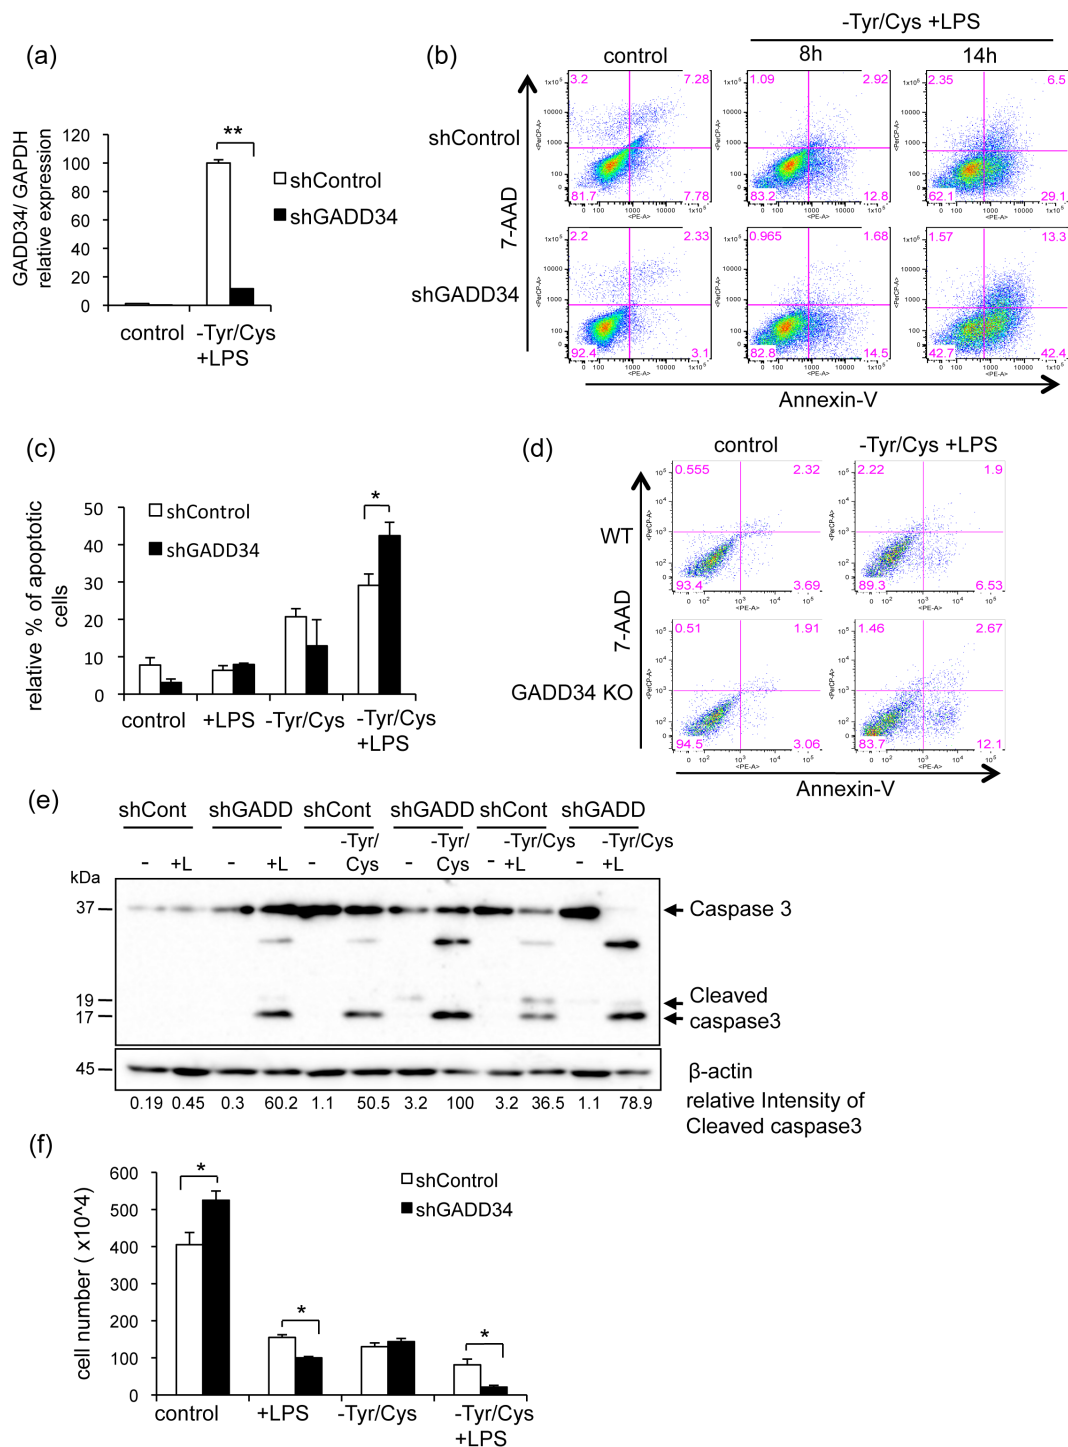 (a)
GADD34/ GAPDH
relative expression
120
100
80
60
40
20
0
**
shControl
shGADD34
control
-Tyr/Cys
+LPS
(b)
-Tyr/Cys +LPS
control
8h
14h
shControl
shGADD34
7-AAD
Annexin-V
3.2
7.28
81.7
7.78
1.09
2.92
83.2
12.8
2.35
6.5
62.1
29.1
2.2
2.33
92.4
3.1
0.965
1.68
82.8
14.5
1.57
13.3
42.7
42.4
(c)
relative % of apoptotic
cells
50
40
30
20
10
0
shControl
shGADD34
*
control
+LPS
-Tyr/Cys
-Tyr/Cys
+LPS
(d)
control
-Tyr/Cys +LPS
WT
GADD34 KO
7-AAD
Annexin-V
0.555
2.32
93.4
3.69
2.22
1.9
89.3
6.53
0.51
1.91
94.5
3.06
1.46
2.67
83.7
12.1
(e)
shCont shGADD shCont shGADD shCont shGADD
- +L - +L - -Tyr/Cys - -Tyr/Cys - -Tyr/Cys +L - -Tyr/Cys +L
kDa
37
Caspase 3
19
17
Cleaved
caspase3
45
β-actin
0.19 0.45 0.3 60.2 1.1 50.5 3.2 100 3.2 36.5 1.1 78.9
relative Intensity of
Cleaved caspase3
(f)
cell number ( x10^4)
600
500
400
300
200
100
0
shControl
shGADD34
*
*
*
control
+LPS
-Tyr/Cys
-Tyr/Cys
+LPS